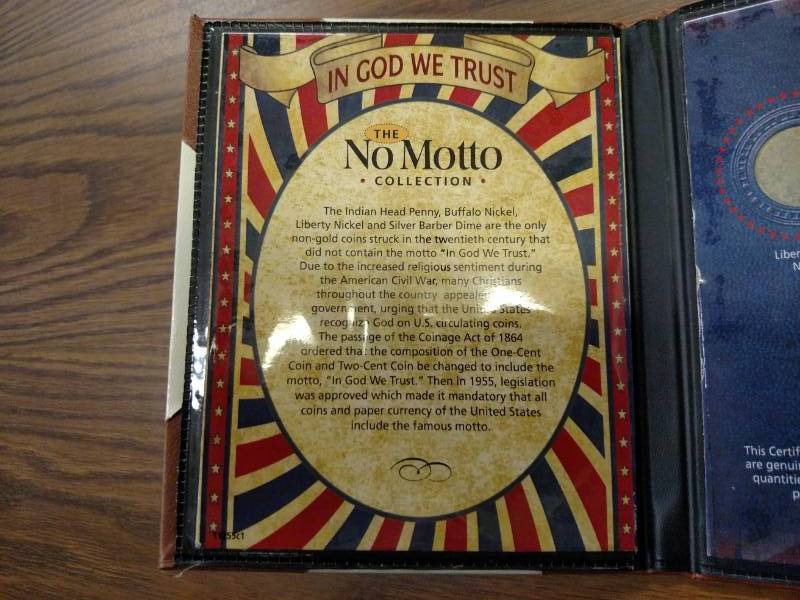 IN GOD WE TRUST
THE
No Motto
• COLLECTION •
The Indian Head Penny, Buffalo Nickel,
Liberty Nickel and Silver Barber Dime are the only
non-gold coins struck in the twentieth century that
did not contain the motto "In God We Trust."
Due to the increased religious sentiment during
the American Civil War, many Christians
throughout the country
government, urging that the United States
recognize God on U.S. circulating coins.
The passage of the Coinage Act of 1864
ordered that the composition of the One-Cent
Coin and Two-Cent Coin be changed to include the
motto, "In God We Trust." Then in 1955, legislation
was approved which made it mandatory that all
coins and paper currency of the United States
include the famous motto.
Liber
N
This Certif
are genuin
quantitie
p